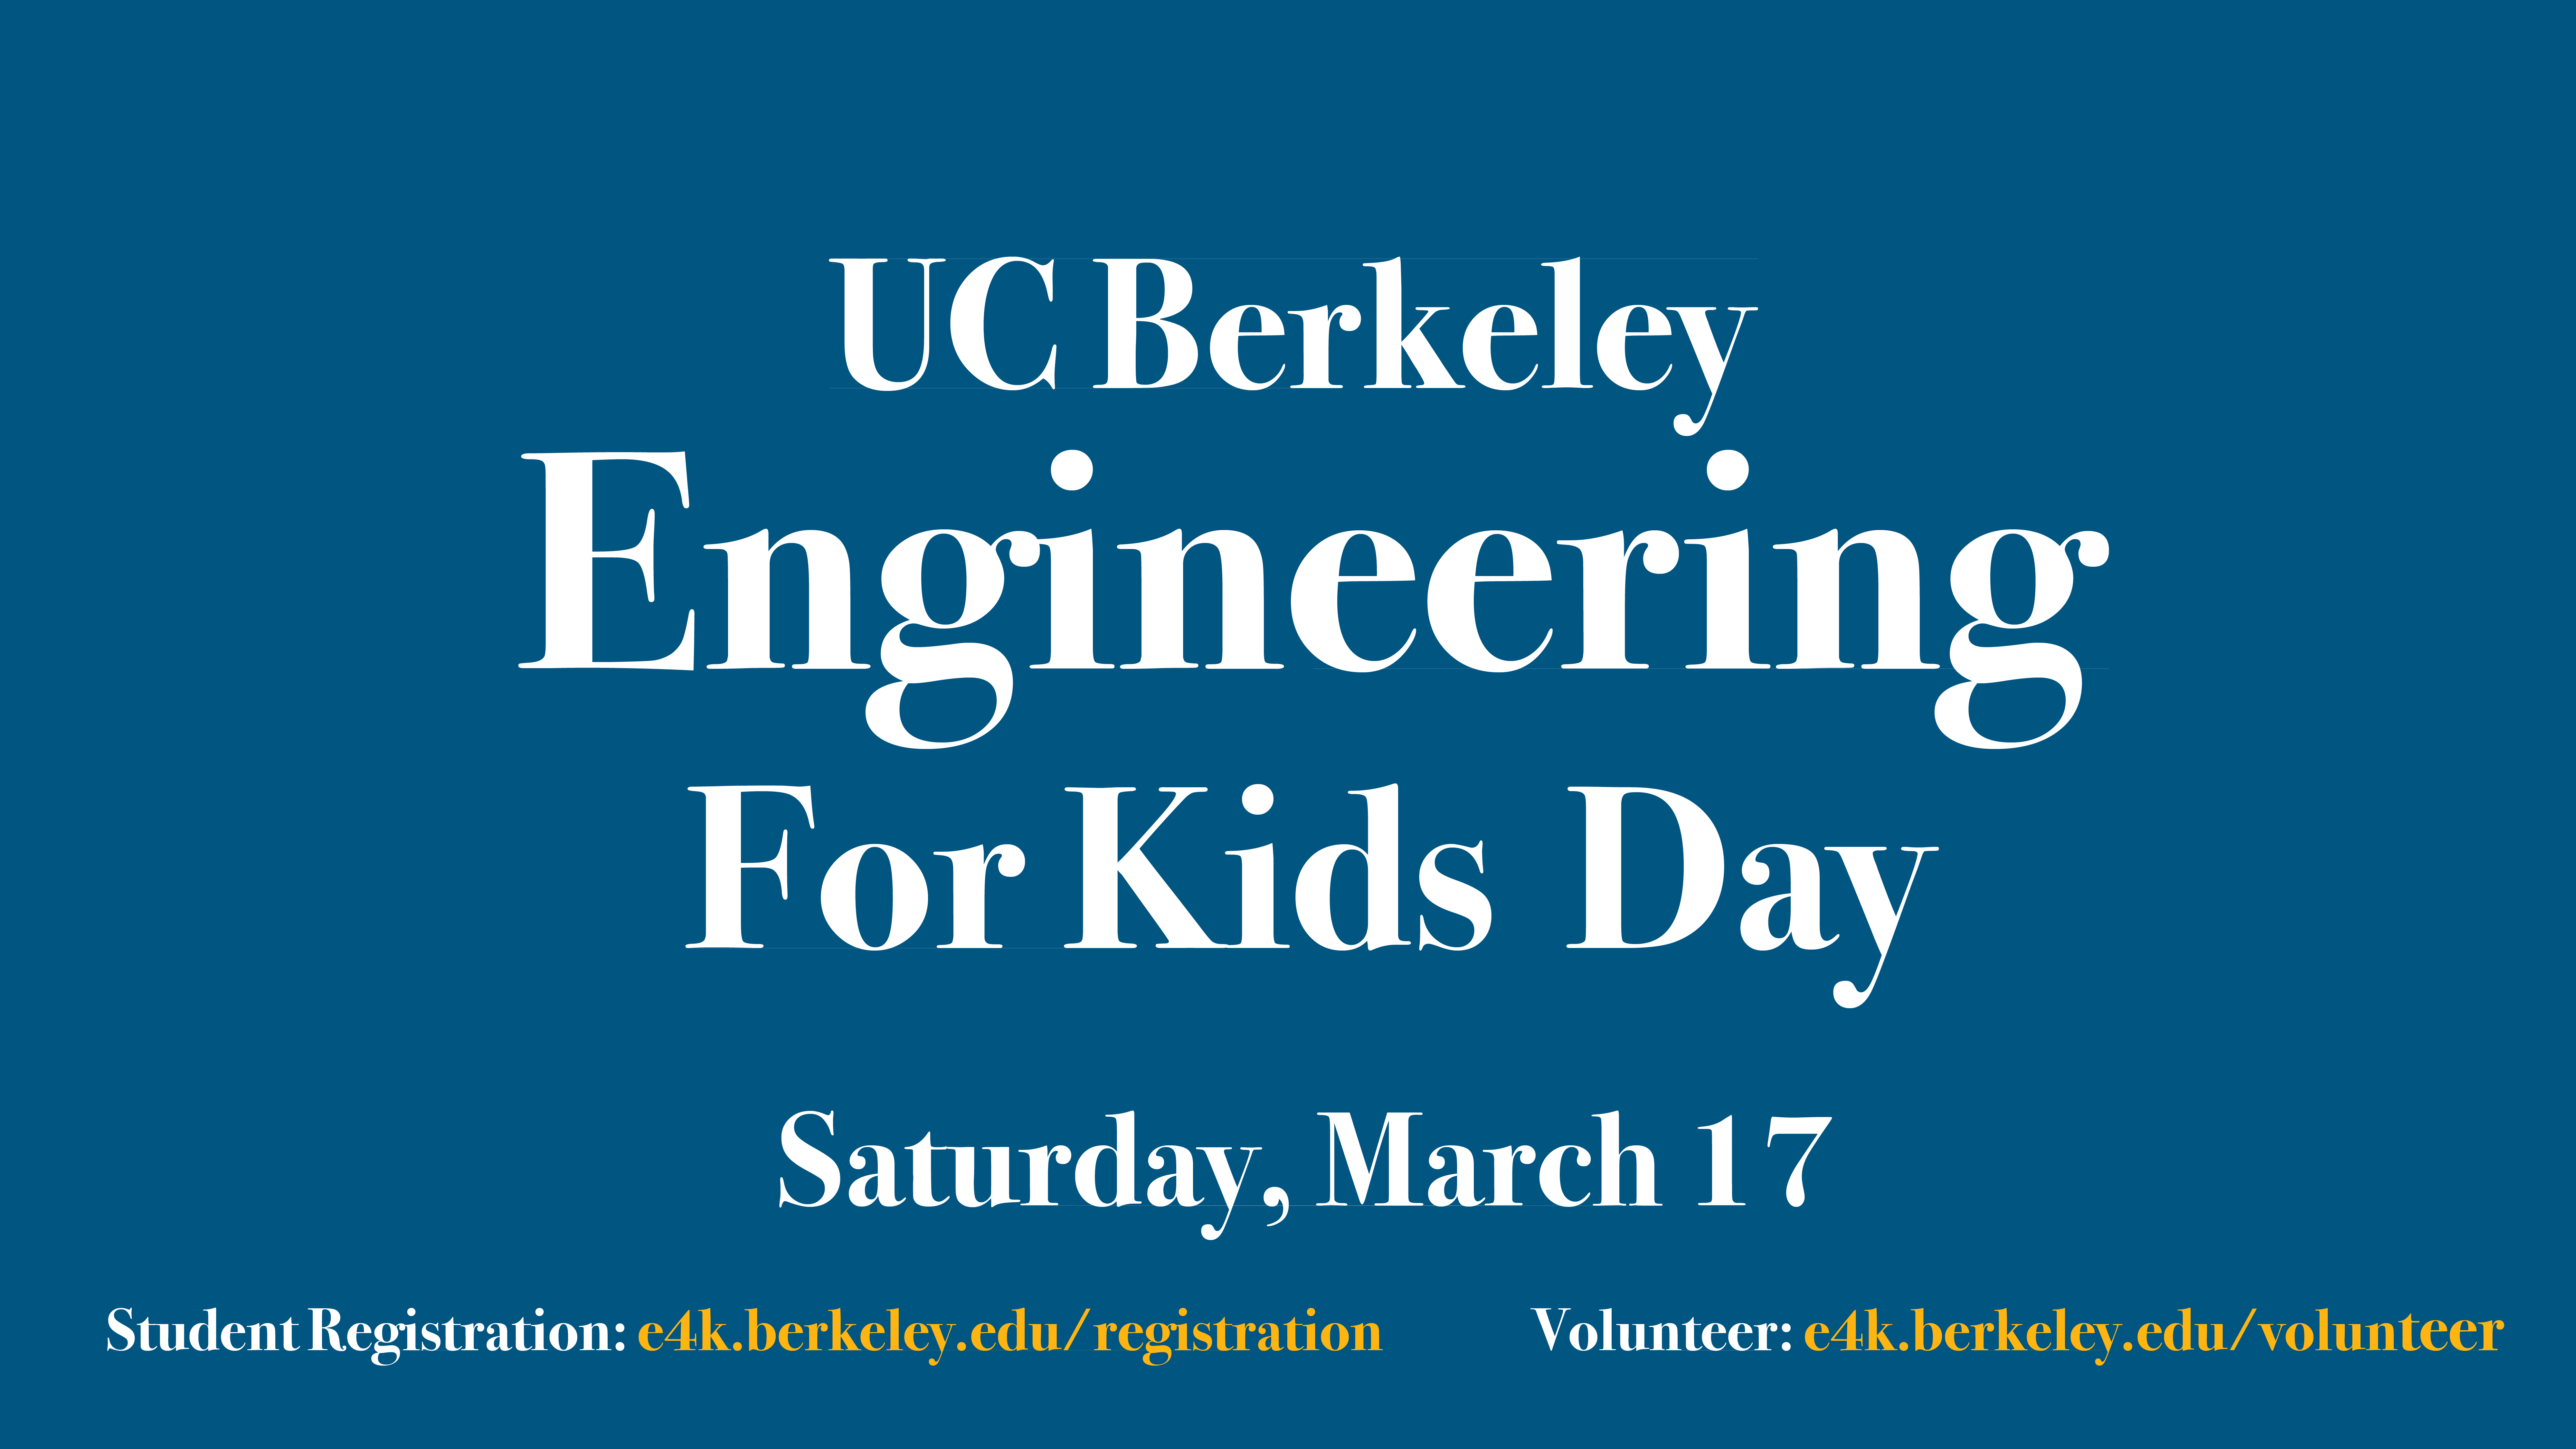 UC Berkeley
Engineering
For Kids Day
Saturday, March 17
Student Registration: e4k.berkeley.edu/registration Volunteer: e4k.berkeley.edu/volunteer